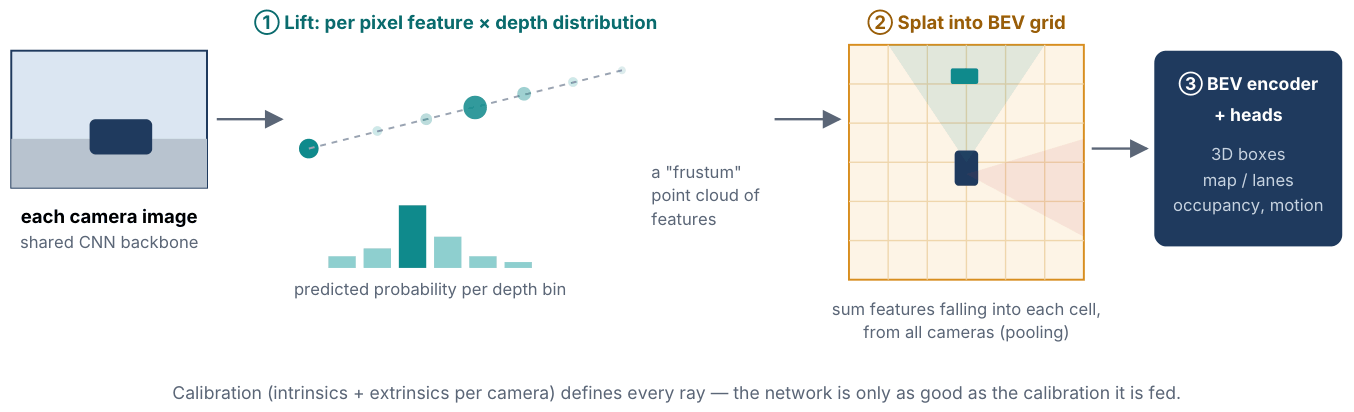 ① Lift: per pixel feature × depth distribution
② Splat into BEV grid
each camera image
shared CNN backbone
predicted probability per depth bin
a "frustum"
point cloud of
features
sum features falling into each cell,
from all cameras (pooling)
③ BEV encoder
+ heads
3D boxes
map / lanes
occupancy, motion
Calibration (intrinsics + extrinsics per camera) defines every ray — the network is only as good as the calibration it is fed.